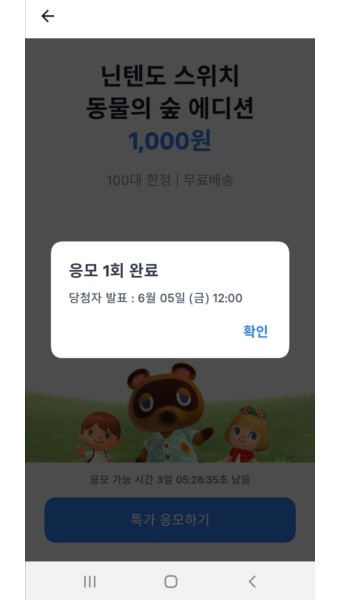 닌텐도 스위치
동물의 숲 에디션
1,000원
100대 한정 | 무료배송
응모 1회 완료
당첨자 발표 : 6월 05일 (금) 12:00
확인
응모 가능 시간 3일 05:28:35초 남음
특가 응모하기